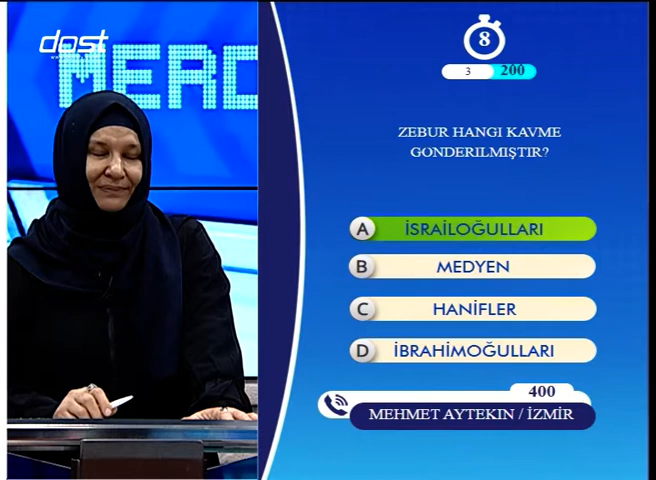 dost
MERC
8
3 200
ZEBUR HANGI KAVME
GONDERILMIŞTIR?
A İSRAİLOĞULLARI
B MEDYEN
C HANİFLER
D İBRAHİMOĞULLARI
400
MEHMET AYTEKIN / İZMİR